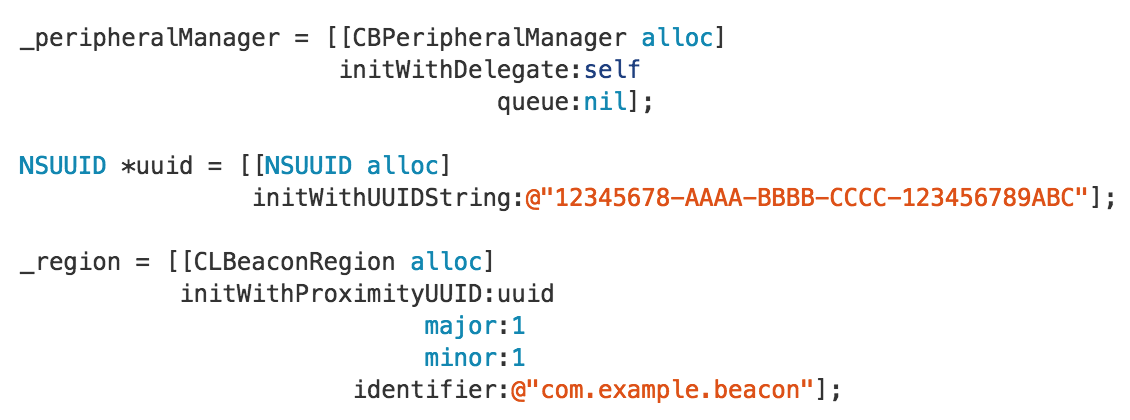 _peripheralManager = [[CBPeripheralManager alloc]
initWithDelegate:self
queue:nil];
NSUUID *uuid = [[NSUUID alloc]
initWithUUIDString:@"12345678-AAAA-BBBB-CCCC-123456789ABC"];
_region = [[CLBeaconRegion alloc]
initWithProximityUUID:uuid
major:1
minor:1
identifier:@"com.example.beacon"];